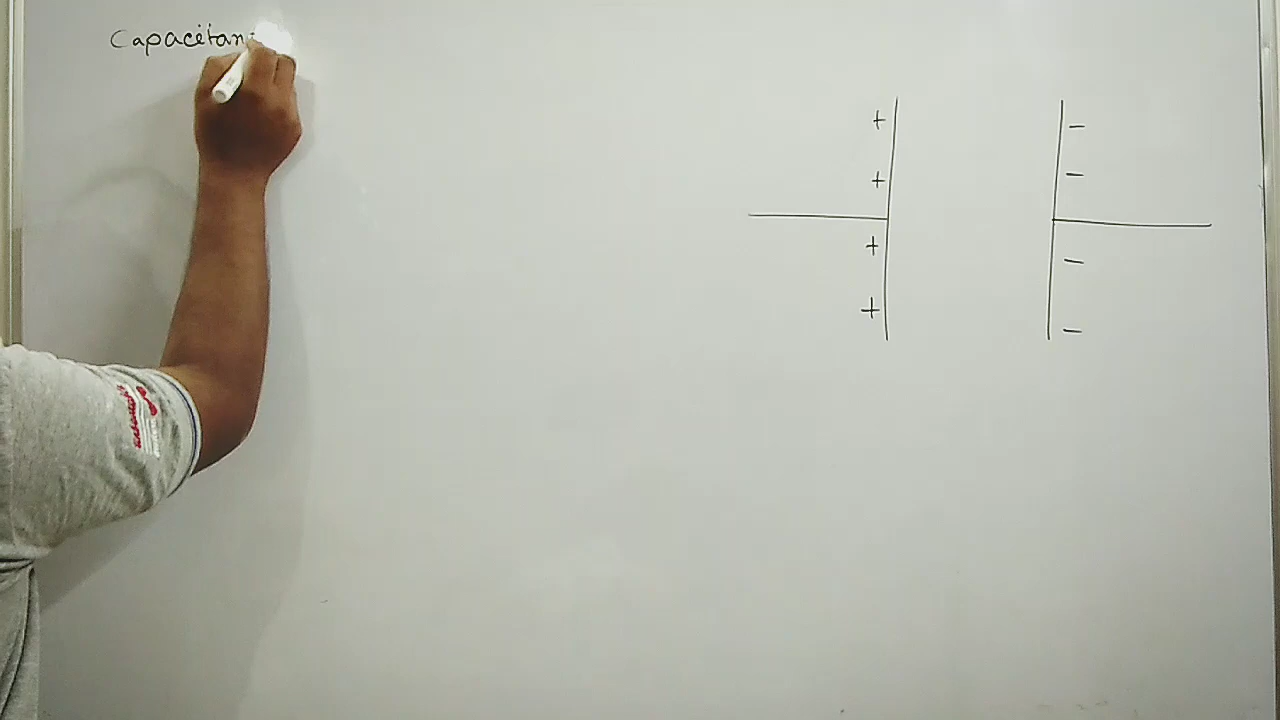 Capacitan
+ -
+ -
+ -
+ -